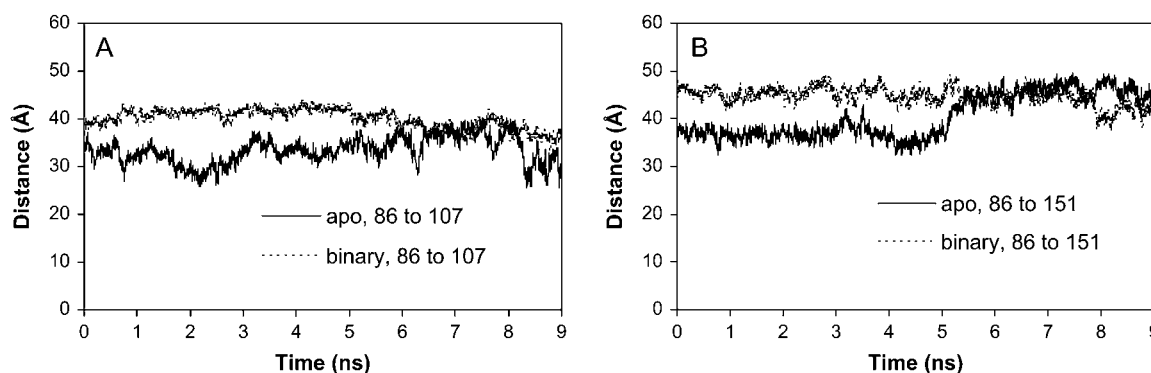 A
Distance (Å)
60
50
40
30
20
10
0
apo, 86 to 107
binary, 86 to 107
0 1 2 3 4 5 6 7 8 9
Time (ns)
B
Distance (Å)
60
50
40
30
20
10
0
apo, 86 to 151
binary, 86 to 151
0 1 2 3 4 5 6 7 8 9
Time (ns)